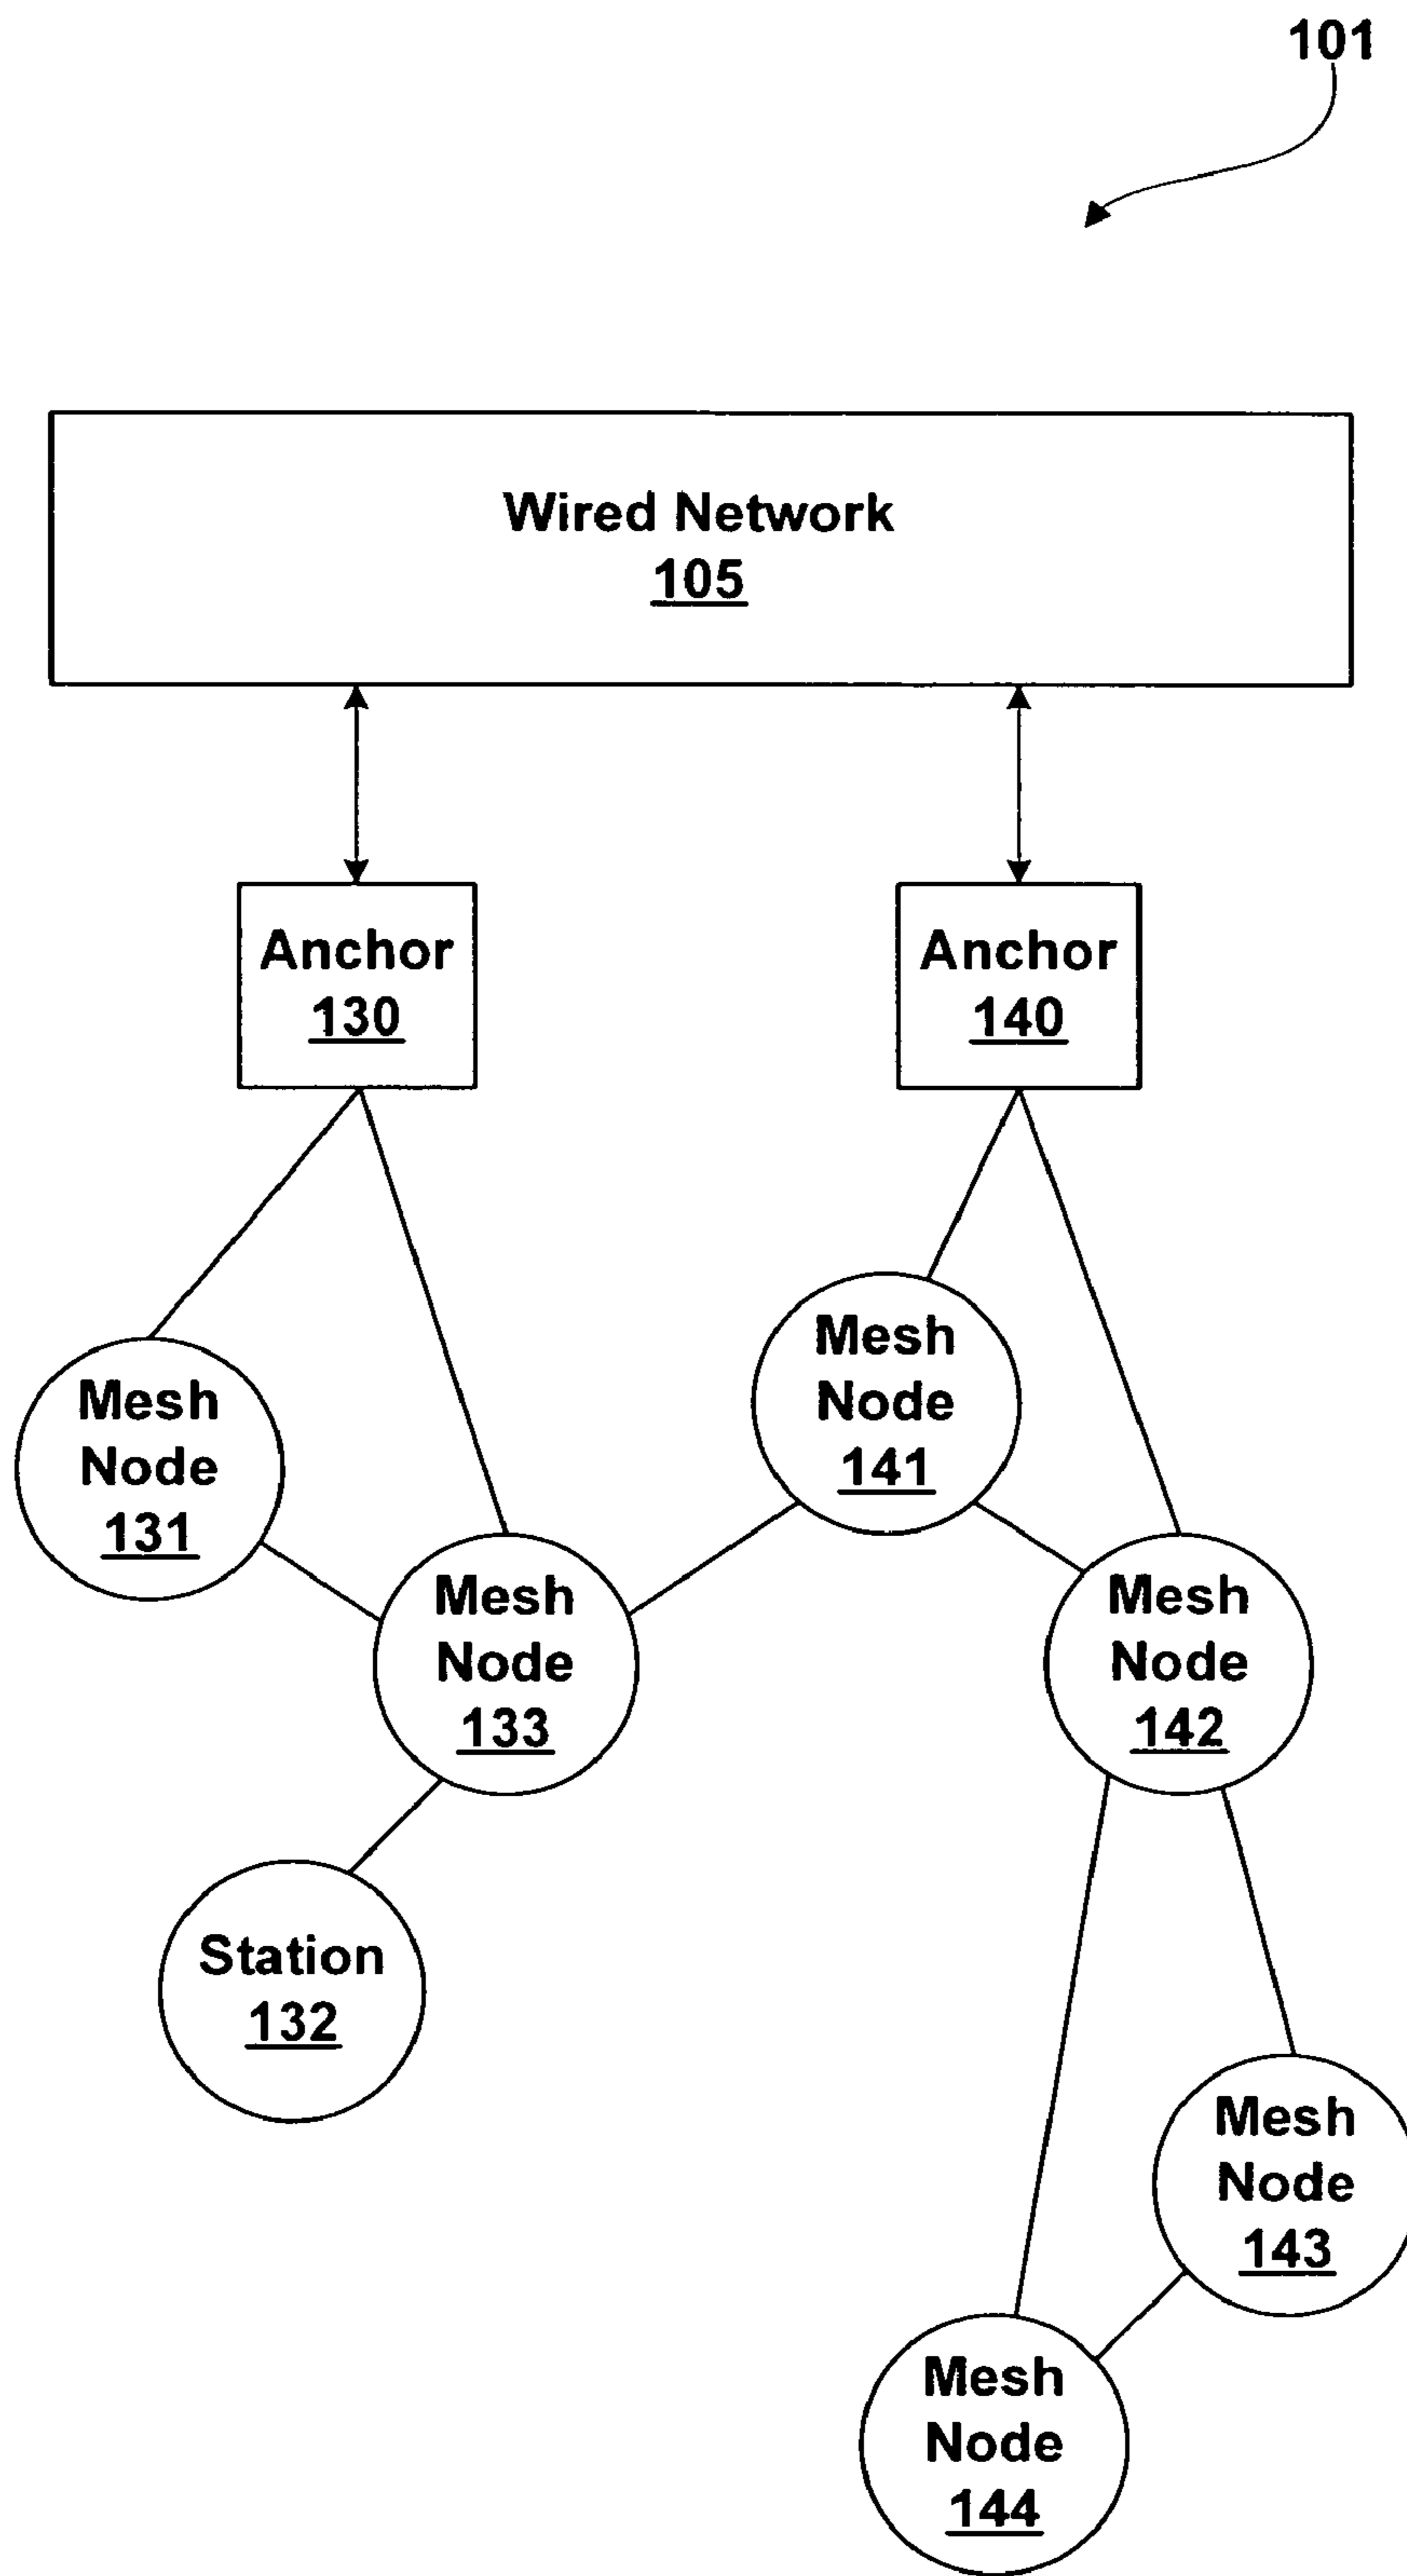 101
Wired Network
105
Anchor
130
Anchor
140
Mesh
Node
141
Mesh
Node
131
Mesh
Node
133
Mesh
Node
142
Station
132
Mesh
Node
143
Mesh
Node
144